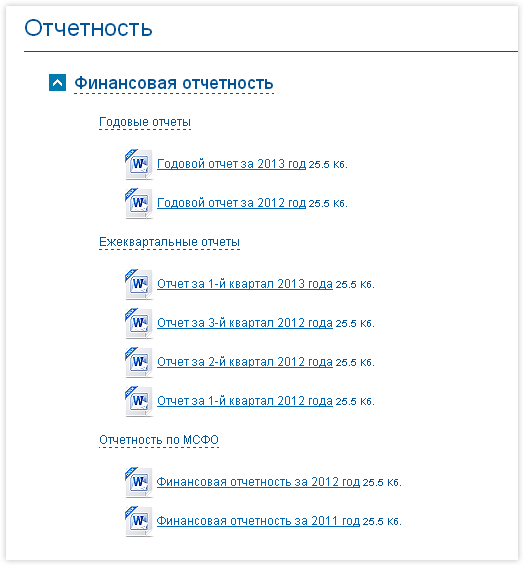 Отчетность
Финансовая отчетность
Годовые отчеты
W Годовой отчет за 2013 год 25.5 Кб.
W Годовой отчет за 2012 год 25.5 Кб.
Ежеквартальные отчеты
W Отчет за 1-й квартал 2013 года 25.5 Кб.
W Отчет за 3-й квартал 2012 года 25.5 Кб.
W Отчет за 2-й квартал 2012 года 25.5 Кб.
W Отчет за 1-й квартал 2012 года 25.5 Кб.
Отчетность по МСФО
W Финансовая отчетность за 2012 год 25.5 Кб.
W Финансовая отчетность за 2011 год 25.5 Кб.